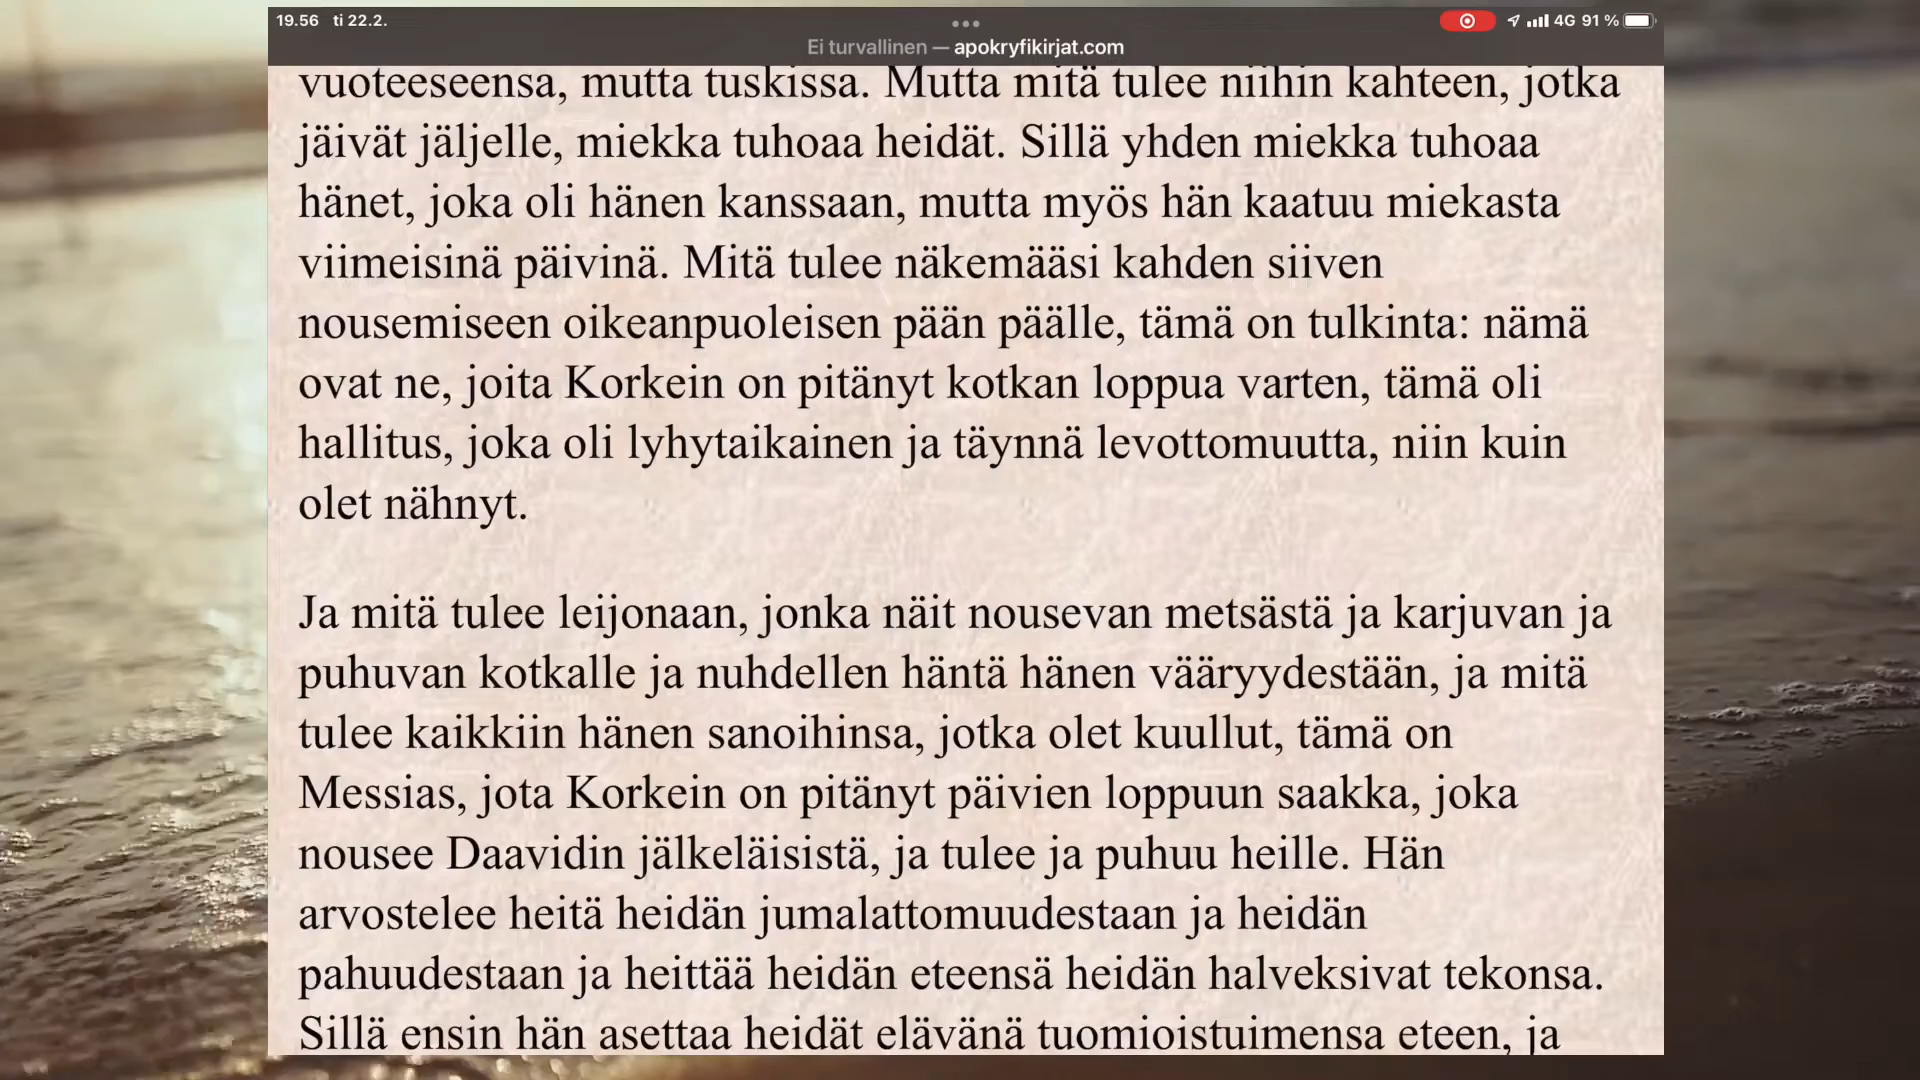 19.56 ti 22.2.
4G 91 %
Ei turvallinen — apokryfikirjat.com
vuoteeseensa, mutta tuskissa. Mutta mitä tulee niihin kahteen, jotka
jäivät jäljelle, miekka tuhoaa heidät. Sillä yhden miekka tuhoaa
hänet, joka oli hänen kanssaan, mutta myös hän kaatuu miekasta
viimeisinä päivinä. Mitä tulee näkemääsi kahden siiven
nousemiseen oikeanpuoleisen pään päälle, tämä on tulkinta: nämä
ovat ne, joita Korkein on pitänyt kotkan loppua varten, tämä oli
hallitus, joka oli lyhytaikainen ja täynnä levottomuutta, niin kuin
olet nähnyt.
Ja mitä tulee leijonaan, jonka näit nousevan metsästä ja karjuvan ja
puhuvan kotkalle ja nuhdellen häntä hänen vääryydestään, ja mitä
tulee kaikkiin hänen sanoihinsa, jotka olet kuullut, tämä on
Messias, jota Korkein on pitänyt päivien loppuun saakka, joka
nousee Daavidin jälkeläisistä, ja tulee ja puhuu heille. Hän
arvostelee heitä heidän jumalattomuudestaan ja heidän
pahuudestaan ja heittää heidän eteensä heidän halveksivat tekonsa.
Sillä ensin hän asettaa heidät elävänä tuomioistuimensa eteen, ja